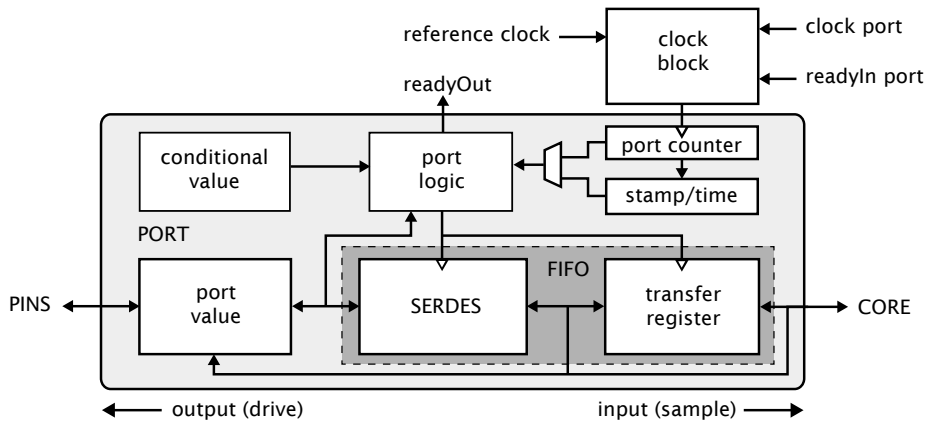 reference clock
clock
block
clock port
readyIn port
readyOut
conditional
value
port
logic
port counter
stamp/time
PORT
FIFO
PINS
port
value
SERDES
transfer
register
CORE
output (drive)
input (sample)